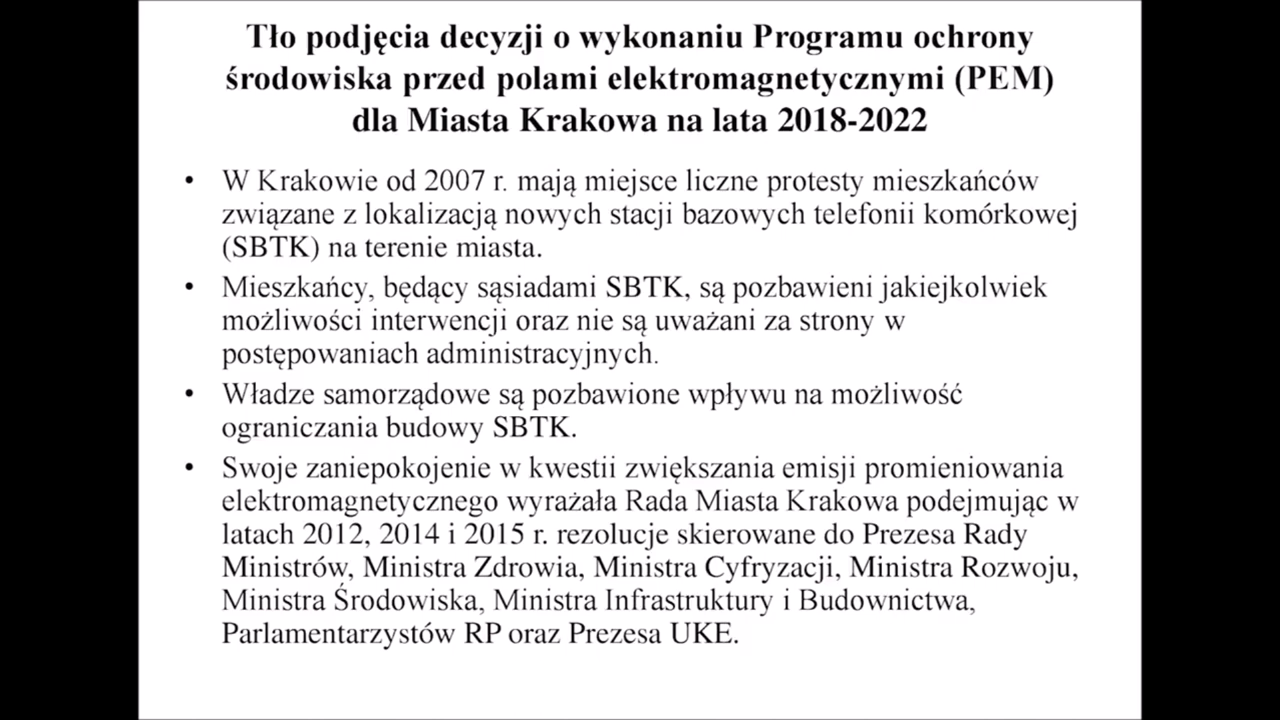 Tło podjęcia decyzji o wykonaniu Programu ochrony
środowiska przed polami elektromagnetycznymi (PEM)
dla Miasta Krakowa na lata 2018-2022
• W Krakowie od 2007 r. mają miejsce liczne protesty mieszkańców
związane z lokalizacją nowych stacji bazowych telefonii komórkowej
(SBTK) na terenie miasta.
• Mieszkańcy, będący sąsiadami SBTK, są pozbawieni jakiejkolwiek
możliwości interwencji oraz nie są uważani za strony w
postępowaniach administracyjnych.
• Władze samorządowe są pozbawione wpływu na możliwość
ograniczania budowy SBTK.
• Swoje zaniepokojenie w kwestii zwiększania emisji promieniowania
elektromagnetycznego wyrażała Rada Miasta Krakowa podejmując w
latach 2012, 2014 i 2015 r. rezolucje skierowane do Prezesa Rady
Ministrów, Ministra Zdrowia, Ministra Cyfryzacji, Ministra Rozwoju,
Ministra Środowiska, Ministra Infrastruktury i Budownictwa,
Parlamentarzystów RP oraz Prezesa UKE.